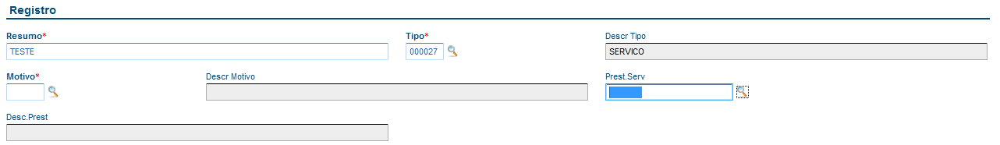 Registro
Resumo* Tipo* Descr Tipo
TESTE 000027 SERVICO
Motivo* Descr Motivo Prest.Serv
Desc.Prest